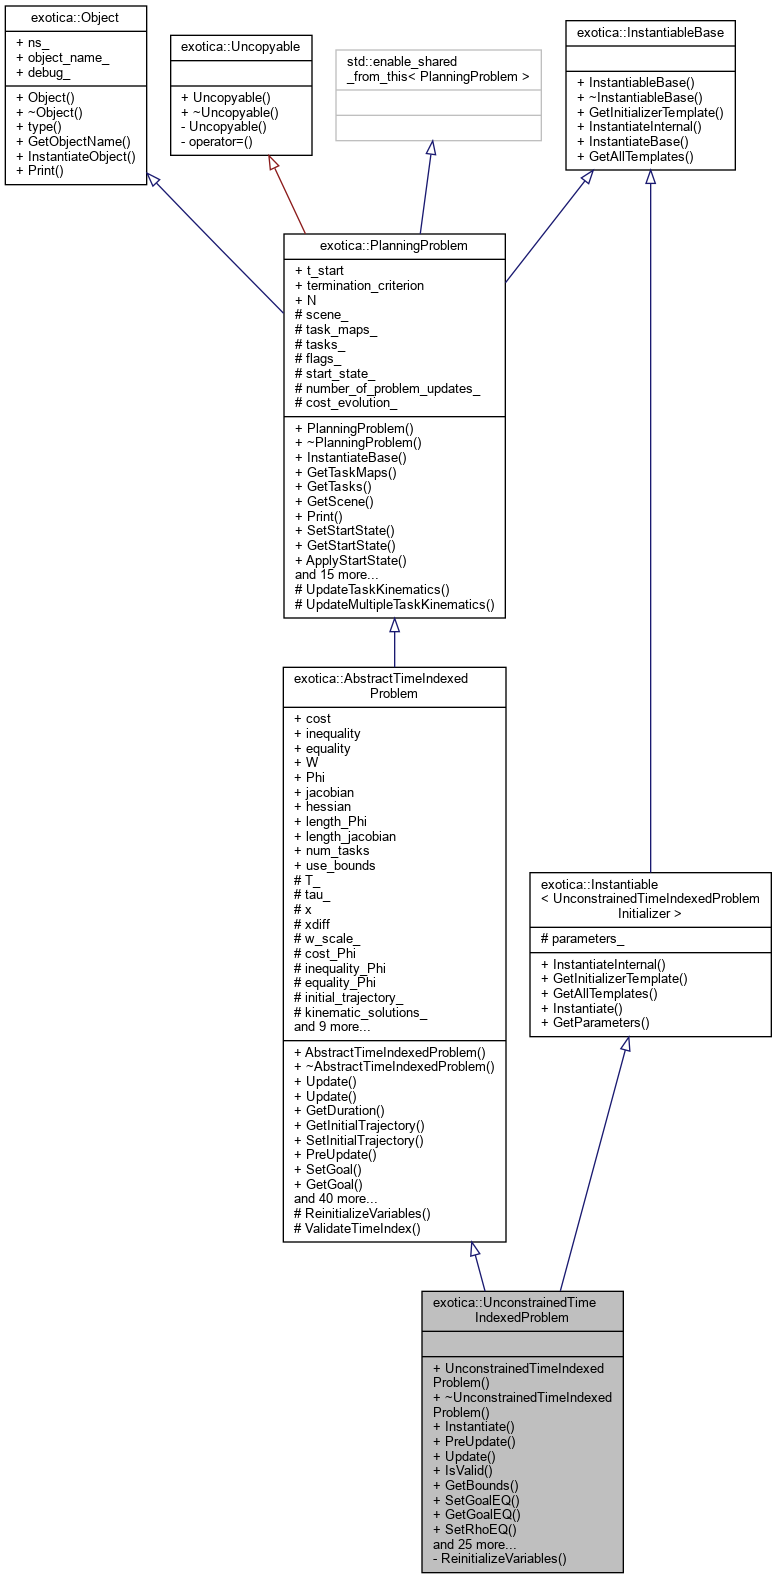 exotica::Object
+ ns_
+ object_name_
+ debug_
+ Object()
+ ~Object()
+ type()
+ GetObjectName()
+ InstantiateObject()
+ Print()
exotica::Uncopyable
+ Uncopyable()
+ ~Uncopyable()
- Uncopyable()
- operator=()
std::enable_shared
_from_this< PlanningProblem >
exotica::InstantiableBase
+ InstantiableBase()
+ ~InstantiableBase()
+ GetInitializerTemplate()
+ InstantiateInternal()
+ InstantiateBase()
+ GetAllTemplates()
exotica::PlanningProblem
+ t_start
+ termination_criterion
+ N
# scene_
# task_maps_
# tasks_
# flags_
# start_state_
# number_of_problem_updates_
# cost_evolution_
+ PlanningProblem()
+ ~PlanningProblem()
+ InstantiateBase()
+ GetTaskMaps()
+ GetTasks()
+ GetScene()
+ Print()
+ SetStartState()
+ GetStartState()
+ ApplyStartState()
and 15 more...
# UpdateTaskKinematics()
# UpdateMultipleTaskKinematics()
exotica::AbstractTimeIndexed
Problem
+ cost
+ inequality
+ equality
+ W
+ Phi
+ jacobian
+ hessian
+ length_Phi
+ length_jacobian
+ num_tasks
+ use_bounds
# T_
# tau_
# x
# xdiff
# w_scale_
# cost_Phi
# inequality_Phi
# equality_Phi
# initial_trajectory_
# kinematic_solutions_
and 9 more...
+ AbstractTimeIndexedProblem()
+ ~AbstractTimeIndexedProblem()
+ Update()
+ Update()
+ GetDuration()
+ GetInitialTrajectory()
+ SetInitialTrajectory()
+ PreUpdate()
+ SetGoal()
+ GetGoal()
and 40 more...
# ReinitializeVariables()
# ValidateTimeIndex()
exotica::Instantiable
< UnconstrainedTimeIndexedProblem
Initializer >
# parameters_
+ InstantiateInternal()
+ GetInitializerTemplate()
+ GetAllTemplates()
+ Instantiate()
+ GetParameters()
exotica::UnconstrainedTime
IndexedProblem
+ UnconstrainedTimeIndexed
Problem()
+ ~UnconstrainedTimeIndexed
Problem()
+ Instantiate()
+ PreUpdate()
+ Update()
+ IsValid()
+ GetBounds()
+ SetGoalEQ()
+ GetGoalEQ()
+ SetRhoEQ()
and 25 more...
- ReinitializeVariables()